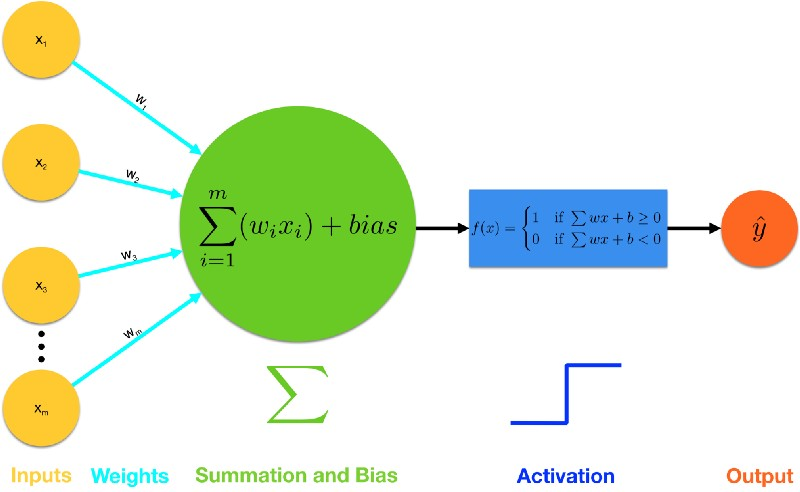 x₁
w₁
x₂
w₂
x₃
w₃
xₘ
wₘ
∑ᵢ₌₁ᵐ(wᵢxᵢ) + bias
f(x) = { 1 if ∑ wx + b ≥ 0
0 if ∑ wx + b < 0
ŷ
∑
Inputs Weights Summation and Bias Activation Output